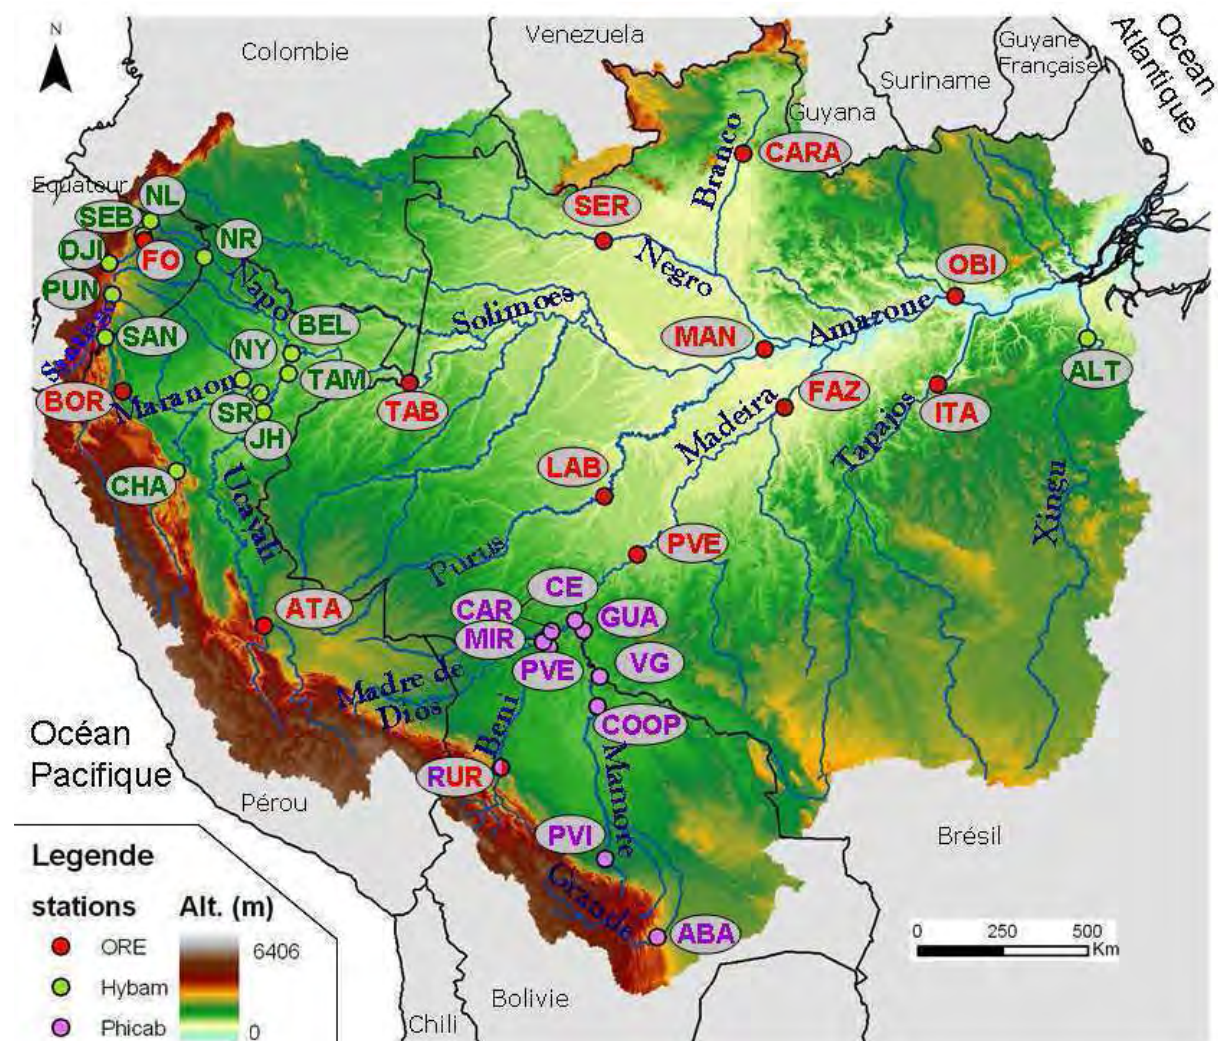 N
Colombie
Venezuela
Guyane
Française
Suriname
Guyana
Ocean
Atlantique
Equateur
NL
SEB
DJI
FO
NR
PUN
SAN
BOR
Napo
BEL
NY
TAM
Maranon
SR
JH
CHA
Ucayali
TAB
Solimoes
SER
Negro
Branco
CARA
MAN
Amazone
OBI
ALT
FAZ
ITA
Madeira
Tapajos
Xingu
LAB
Purus
PVE
ATA
CE
CAR
GUA
MIR
PVE
VG
COOP
Madre de
Dios
Beni
Mamore
RUR
PVI
Grande
ABA
Océan
Pacifique
Pérou
Brésil
Bolivie
Chili
Legende
stations
Alt. (m)
ORE
Hybam
Phicab
6406
0
0 250 500
Km